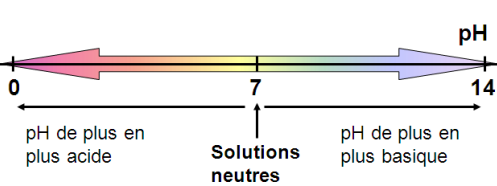 pH
0 7 14
pH de plus en
plus acide
Solutions
neutres
pH de plus en
plus basique